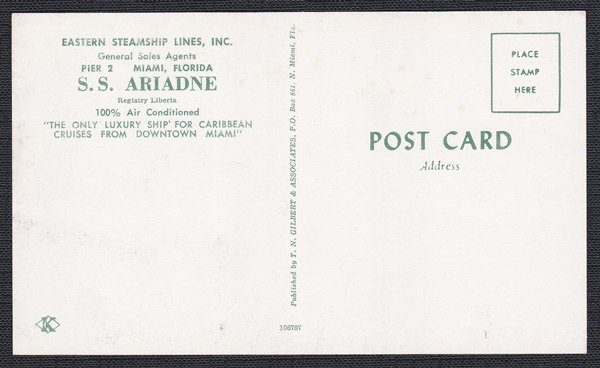 EASTERN STEAMSHIP LINES, INC.
General Sales Agents
PIER 2 MIAMI, FLORIDA
S. S. ARIADNE
Registry Liberia
100% Air Conditioned
"THE ONLY 'LUXURY SHIP' FOR CARIBBEAN
CRUISES FROM DOWNTOWN MIAMI"
Published by T. N. GILBERT & ASSOCIATES, P.O. Box 861, N. Miami, Fla.
PLACE
STAMP
HERE
POST CARD
Address
K
106707